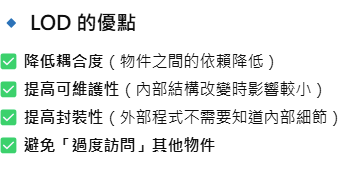 LOD 的優點
降低耦合度（物件之間的依賴降低）
提高可維護性（內部結構改變時影響較小）
提高封裝性（外部程式不需要知道內部細節）
避免「過度訪問」其他物件